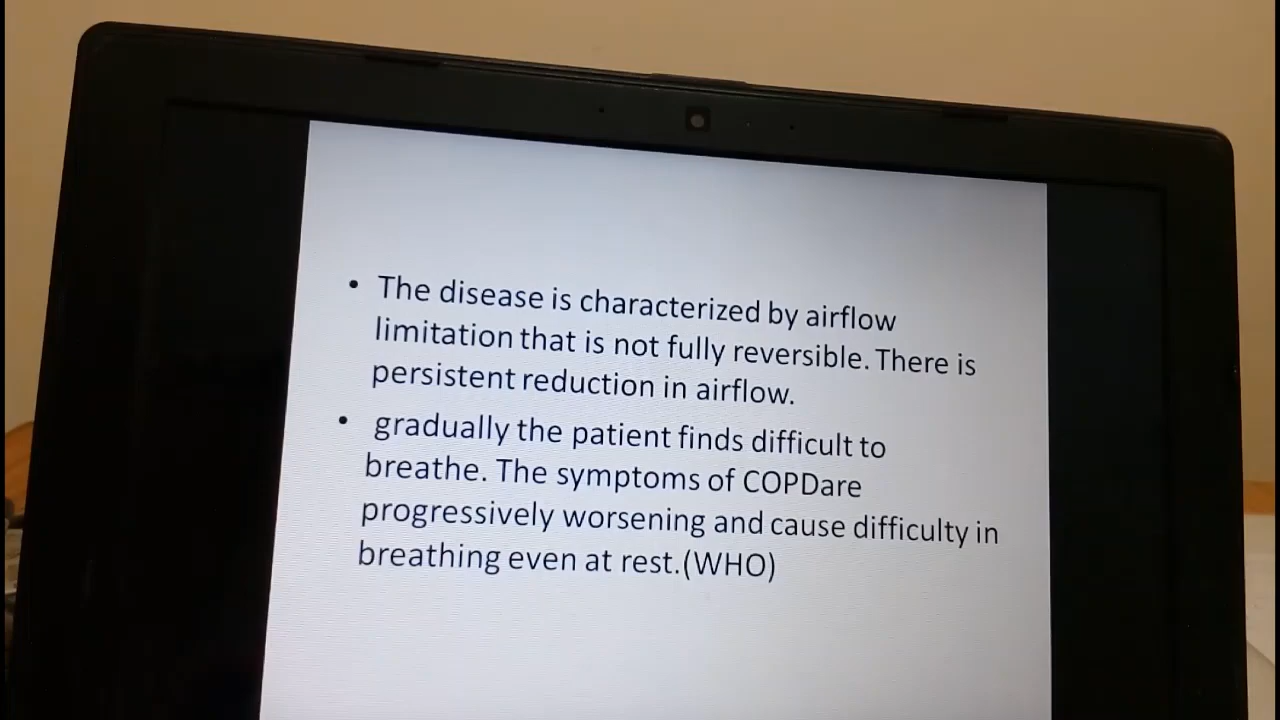 • The disease is characterized by airflow
limitation that is not fully reversible. There is
persistent reduction in airflow.
• gradually the patient finds difficult to
breathe. The symptoms of COPDare
progressively worsening and cause difficulty in
breathing even at rest.(WHO)